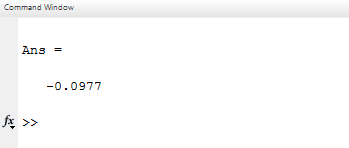 Command Window
Ans =
-0.0977
fx >>